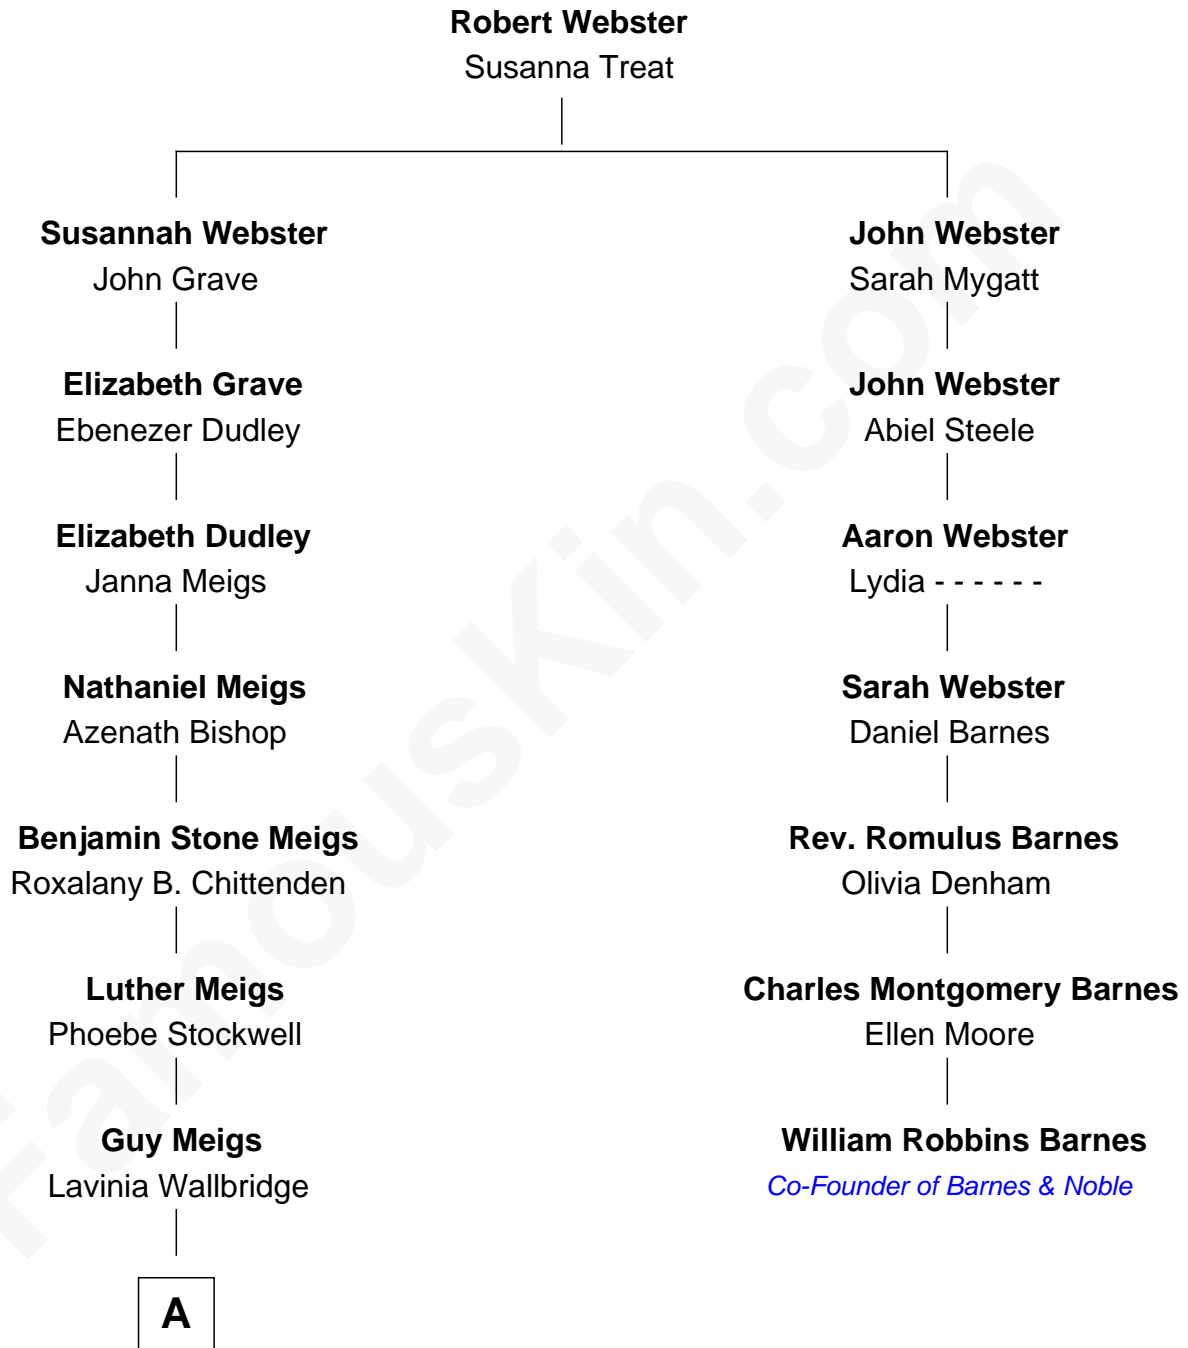 Robert Webster
Susanna Treat
Susannah Webster
John Grave
John Webster
Sarah Mygatt
Elizabeth Grave
Ebenezer Dudley
John Webster
Abiel Steele
Elizabeth Dudley
Janna Meigs
Aaron Webster
Lydia - - - - - -
Nathaniel Meigs
Azenath Bishop
Sarah Webster
Daniel Barnes
Benjamin Stone Meigs
Roxalany B. Chittenden
Rev. Romulus Barnes
Olivia Denham
Luther Meigs
Phoebe Stockwell
Charles Montgomery Barnes
Ellen Moore
Guy Meigs
Lavinia Wallbridge
William Robbins Barnes
Co-Founder of Barnes & Noble
A
FamousKin.com